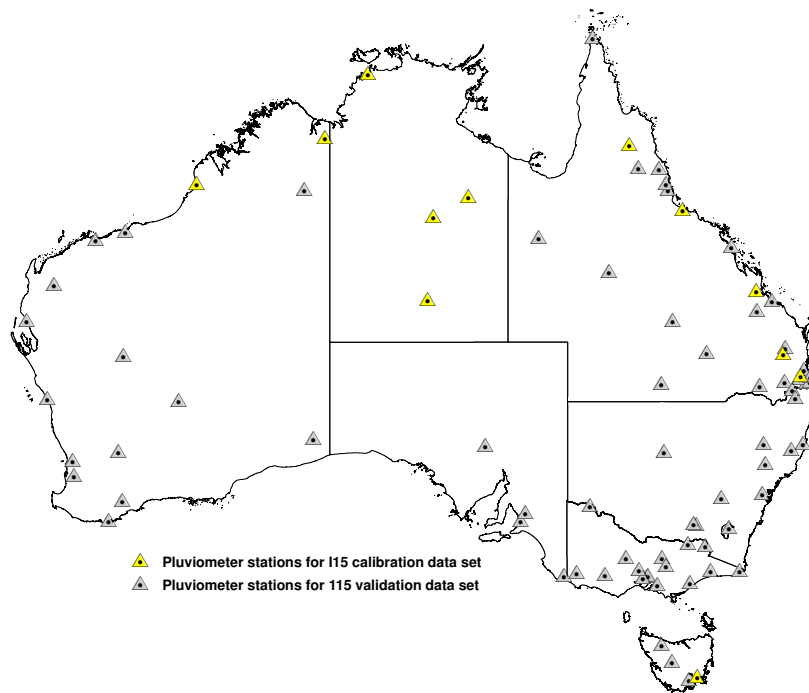 Pluviometer stations for I15 calibration data set
Pluviometer stations for 115 validation data set